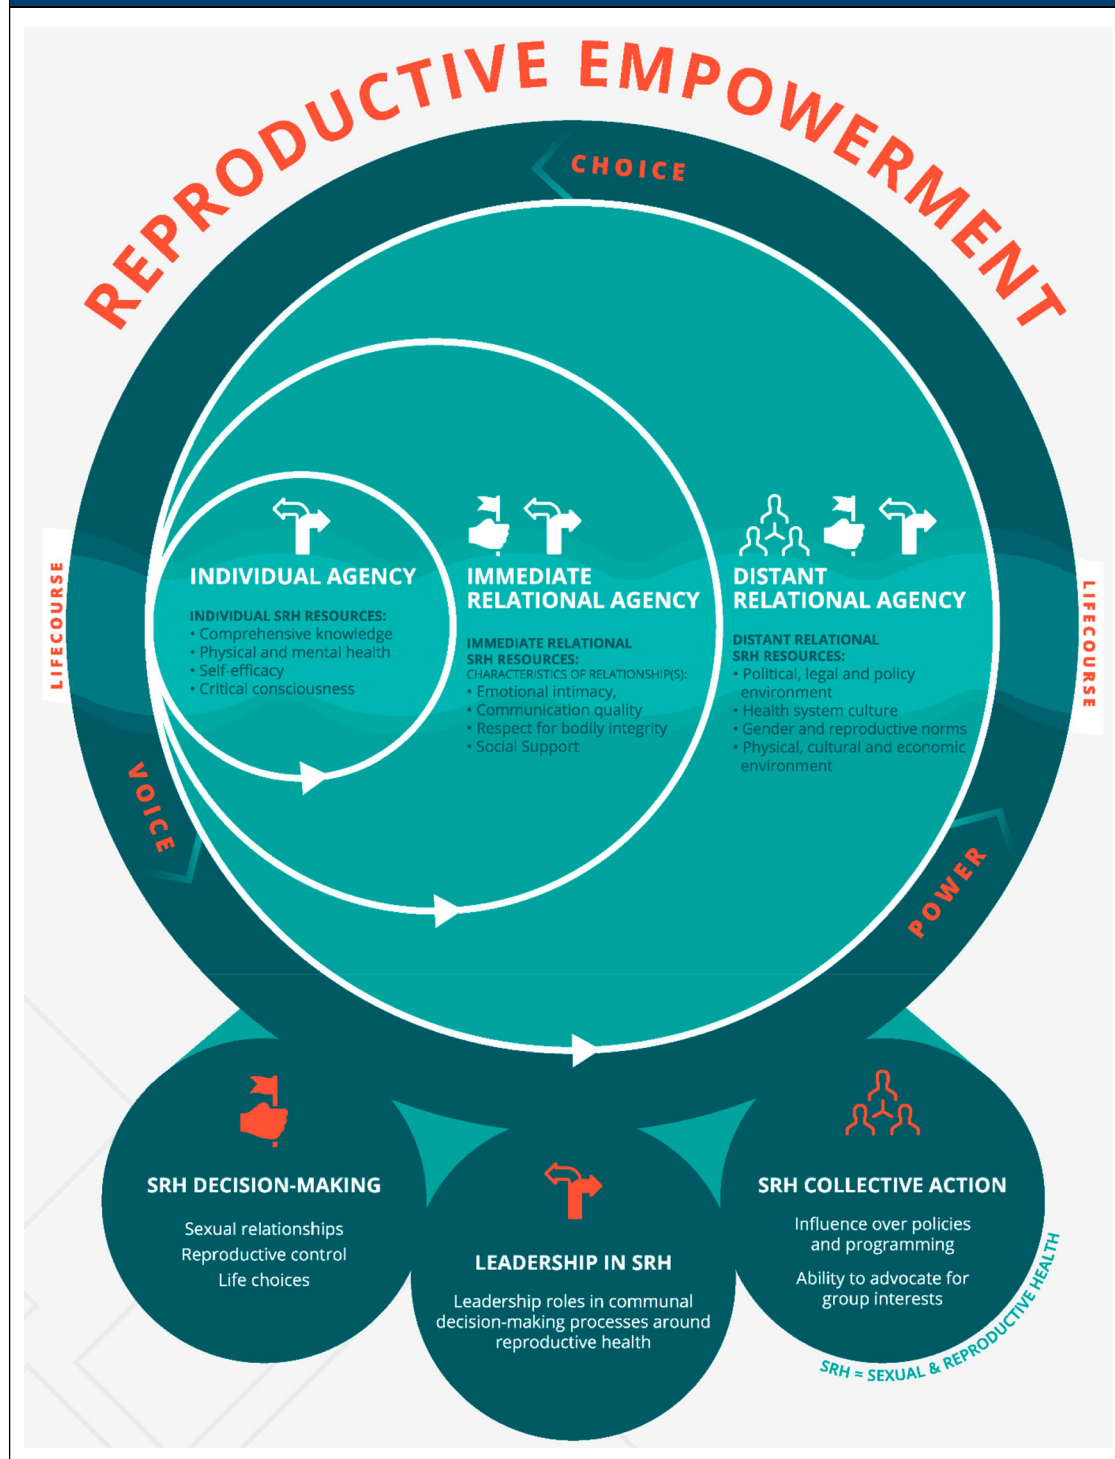 REPRODUCTIVE EMPOWERMENT
CHOICE
LIFECOURSE
LIFECOURSE
INDIVIDUAL AGENCY
INDIVIDUAL SRH RESOURCES:
• Comprehensive knowledge
• Physical and mental health
• Self-efficacy
• Critical consciousness
IMMEDIATE
RELATIONAL AGENCY
IMMEDIATE RELATIONAL
SRH RESOURCES:
CHARACTERISTICS OF RELATIONSHIP(S):
• Emotional intimacy,
• Communication quality
• Respect for bodily integrity
• Social Support
DISTANT
RELATIONAL AGENCY
DISTANT RELATIONAL
SRH RESOURCES:
• Political, legal and policy
environment
• Health system culture
• Gender and reproductive norms
• Physical, cultural and economic
environment
VOICE
POWER
SRH DECISION-MAKING
Sexual relationships
Reproductive control
Life choices
LEADERSHIP IN SRH
Leadership roles in communal
decision-making processes around
reproductive health
SRH COLLECTIVE ACTION
Influence over policies
and programming
Ability to advocate for
group interests
SRH = SEXUAL & REPRODUCTIVE HEALTH